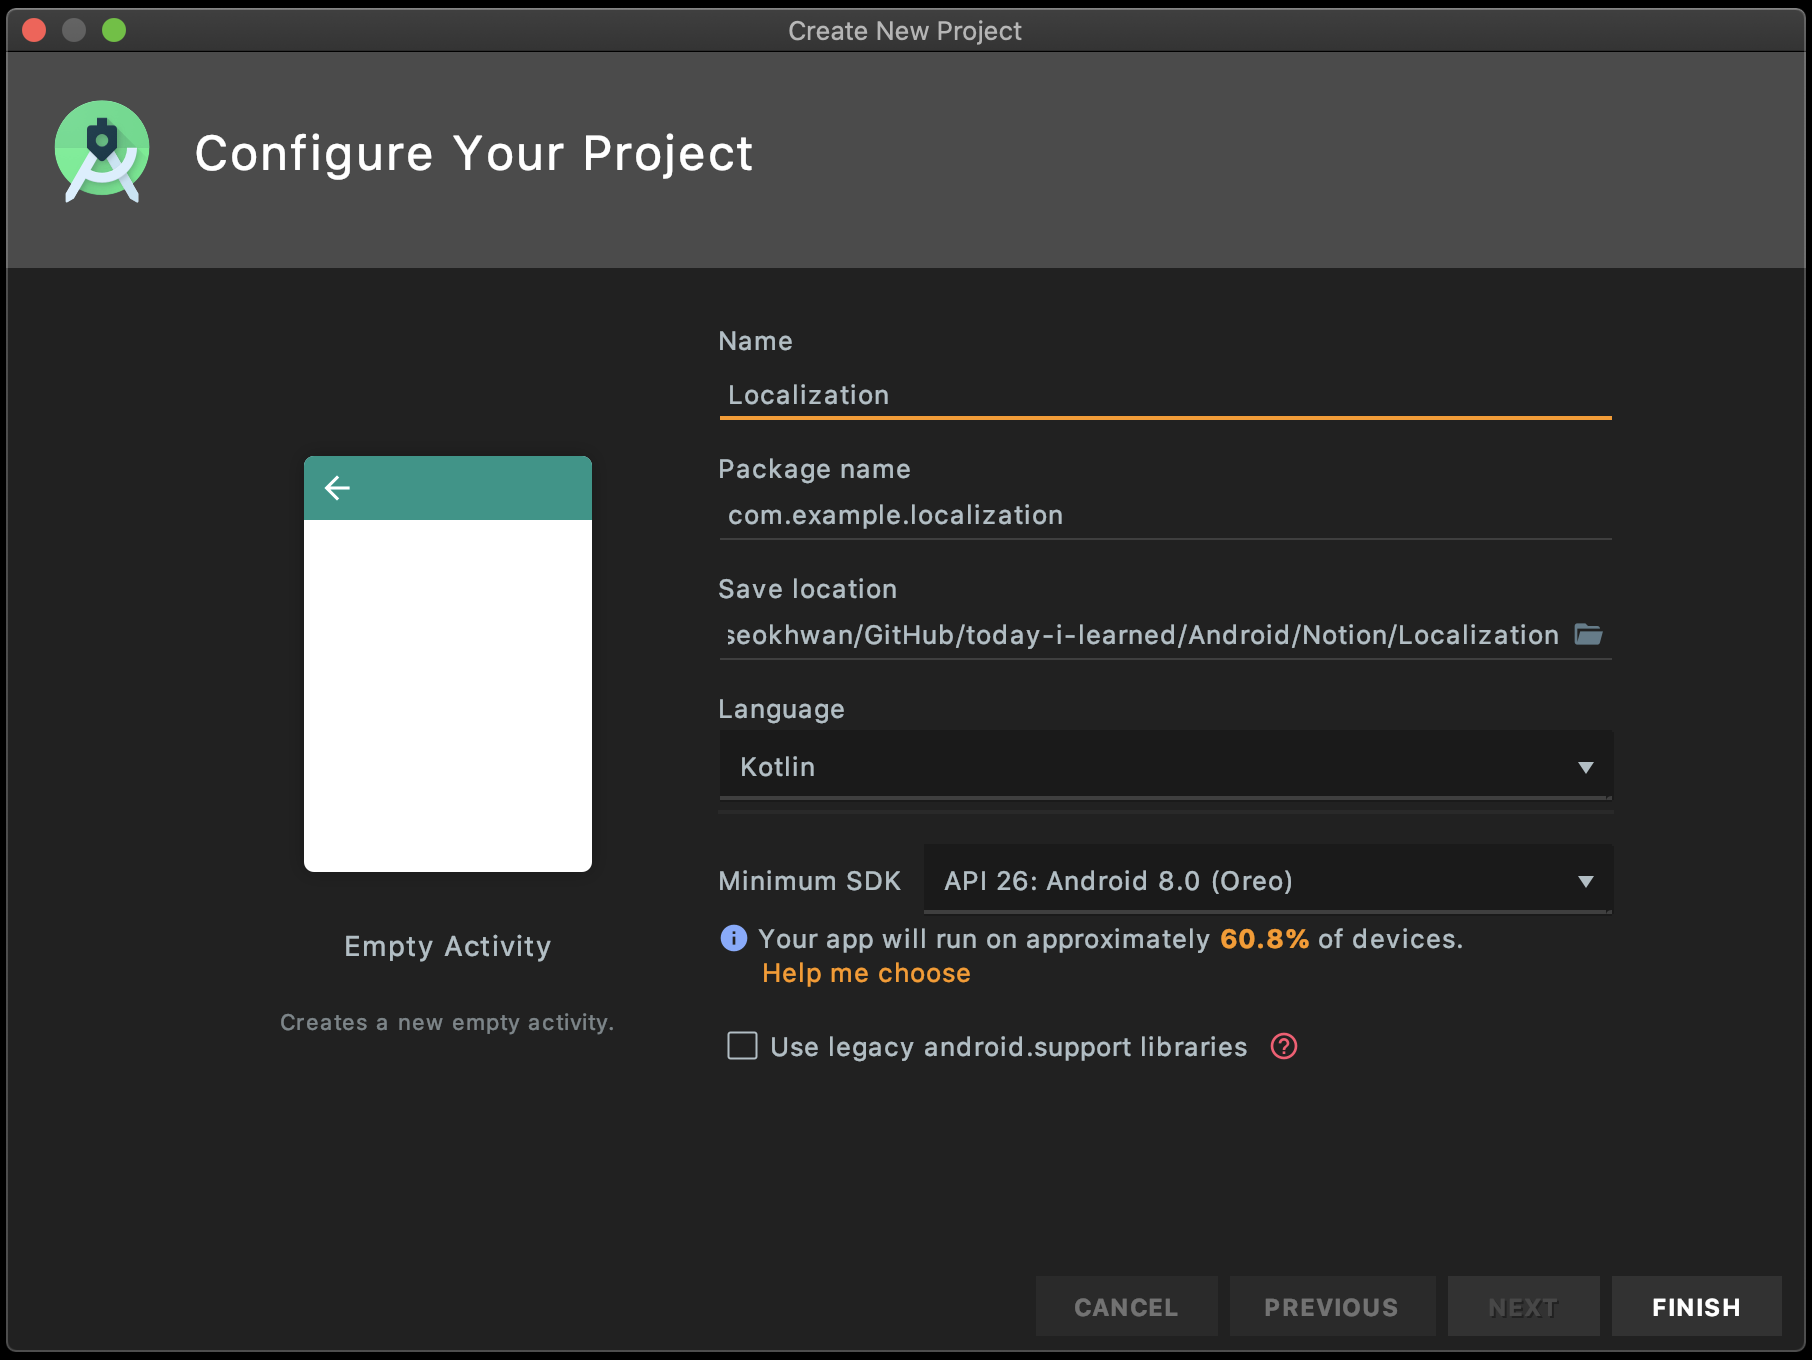 Create New Project
Configure Your Project
Name
Localization
Package name
com.example.localization
Save location
seokhwan/GitHub/today-i-learned/Android/Notion/Localization
Language
Kotlin
Minimum SDK
API 26: Android 8.0 (Oreo)
Your app will run on approximately 60.8% of devices.
Help me choose
Use legacy android.support libraries
Empty Activity
Creates a new empty activity.
CANCEL
PREVIOUS
NEXT
FINISH